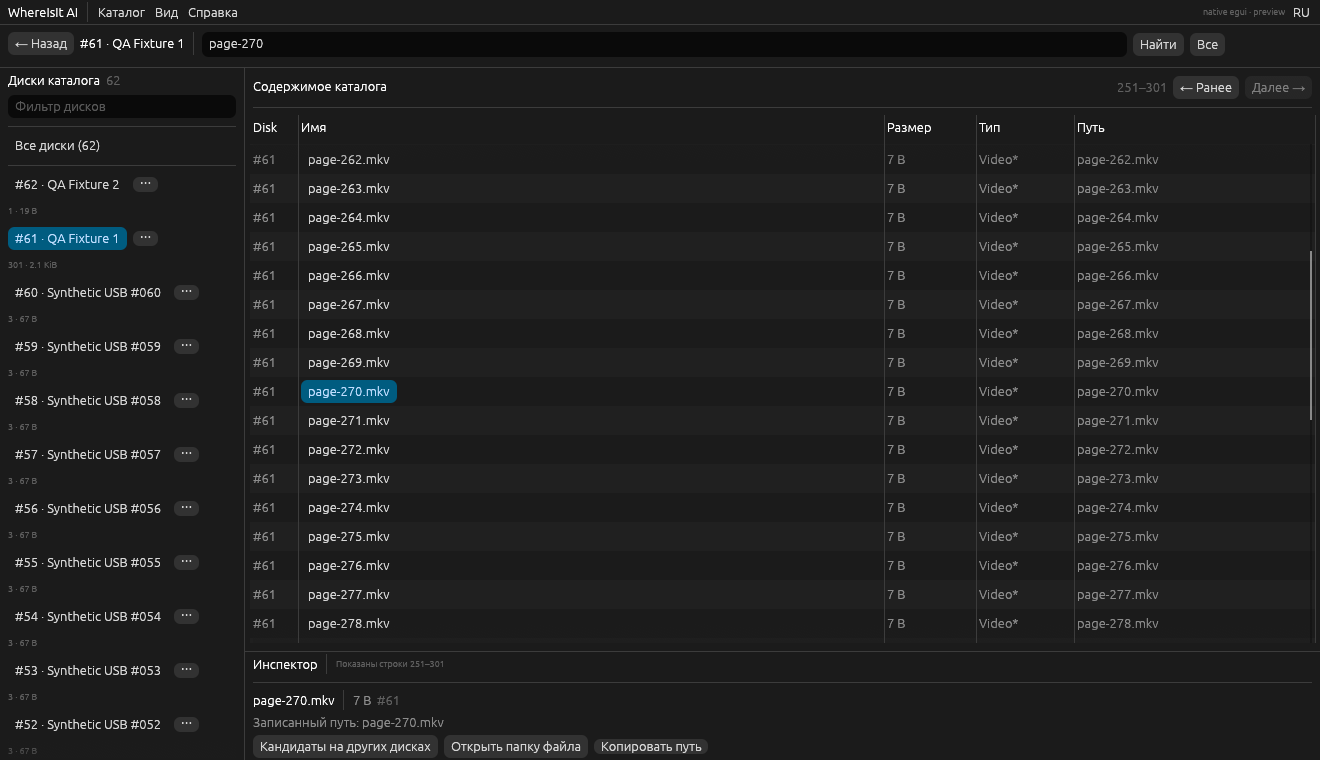 WhereIsIt AI Каталог Вид Справка native egui · preview RU
← Назад #61 · QA Fixture 1 page-270 Найти Все
Диски каталога 62
Фильтр дисков
Все диски (62)
#62 · QA Fixture 2 ···
1 · 19 B
#61 · QA Fixture 1 ···
301 · 2.1 KiB
#60 · Synthetic USB #060 ···
3 · 67 B
#59 · Synthetic USB #059 ···
3 · 67 B
#58 · Synthetic USB #058 ···
3 · 67 B
#57 · Synthetic USB #057 ···
3 · 67 B
#56 · Synthetic USB #056 ···
3 · 67 B
#55 · Synthetic USB #055 ···
3 · 67 B
#54 · Synthetic USB #054 ···
3 · 67 B
#53 · Synthetic USB #053 ···
3 · 67 B
#52 · Synthetic USB #052 ···
3 · 67 B
Содержимое каталога 251–301 ← Ранее Далее →
Disk Имя Размер Тип Путь
#61 page-262.mkv 7 B Video* page-262.mkv
#61 page-263.mkv 7 B Video* page-263.mkv
#61 page-264.mkv 7 B Video* page-264.mkv
#61 page-265.mkv 7 B Video* page-265.mkv
#61 page-266.mkv 7 B Video* page-266.mkv
#61 page-267.mkv 7 B Video* page-267.mkv
#61 page-268.mkv 7 B Video* page-268.mkv
#61 page-269.mkv 7 B Video* page-269.mkv
#61 page-270.mkv 7 B Video* page-270.mkv
#61 page-271.mkv 7 B Video* page-271.mkv
#61 page-272.mkv 7 B Video* page-272.mkv
#61 page-273.mkv 7 B Video* page-273.mkv
#61 page-274.mkv 7 B Video* page-274.mkv
#61 page-275.mkv 7 B Video* page-275.mkv
#61 page-276.mkv 7 B Video* page-276.mkv
#61 page-277.mkv 7 B Video* page-277.mkv
#61 page-278.mkv 7 B Video* page-278.mkv
Инспектор Показаны строки 251–301
page-270.mkv 7 B #61
Записанный путь: page-270.mkv
Кандидаты на других дисках Открыть папку файла Копировать путь